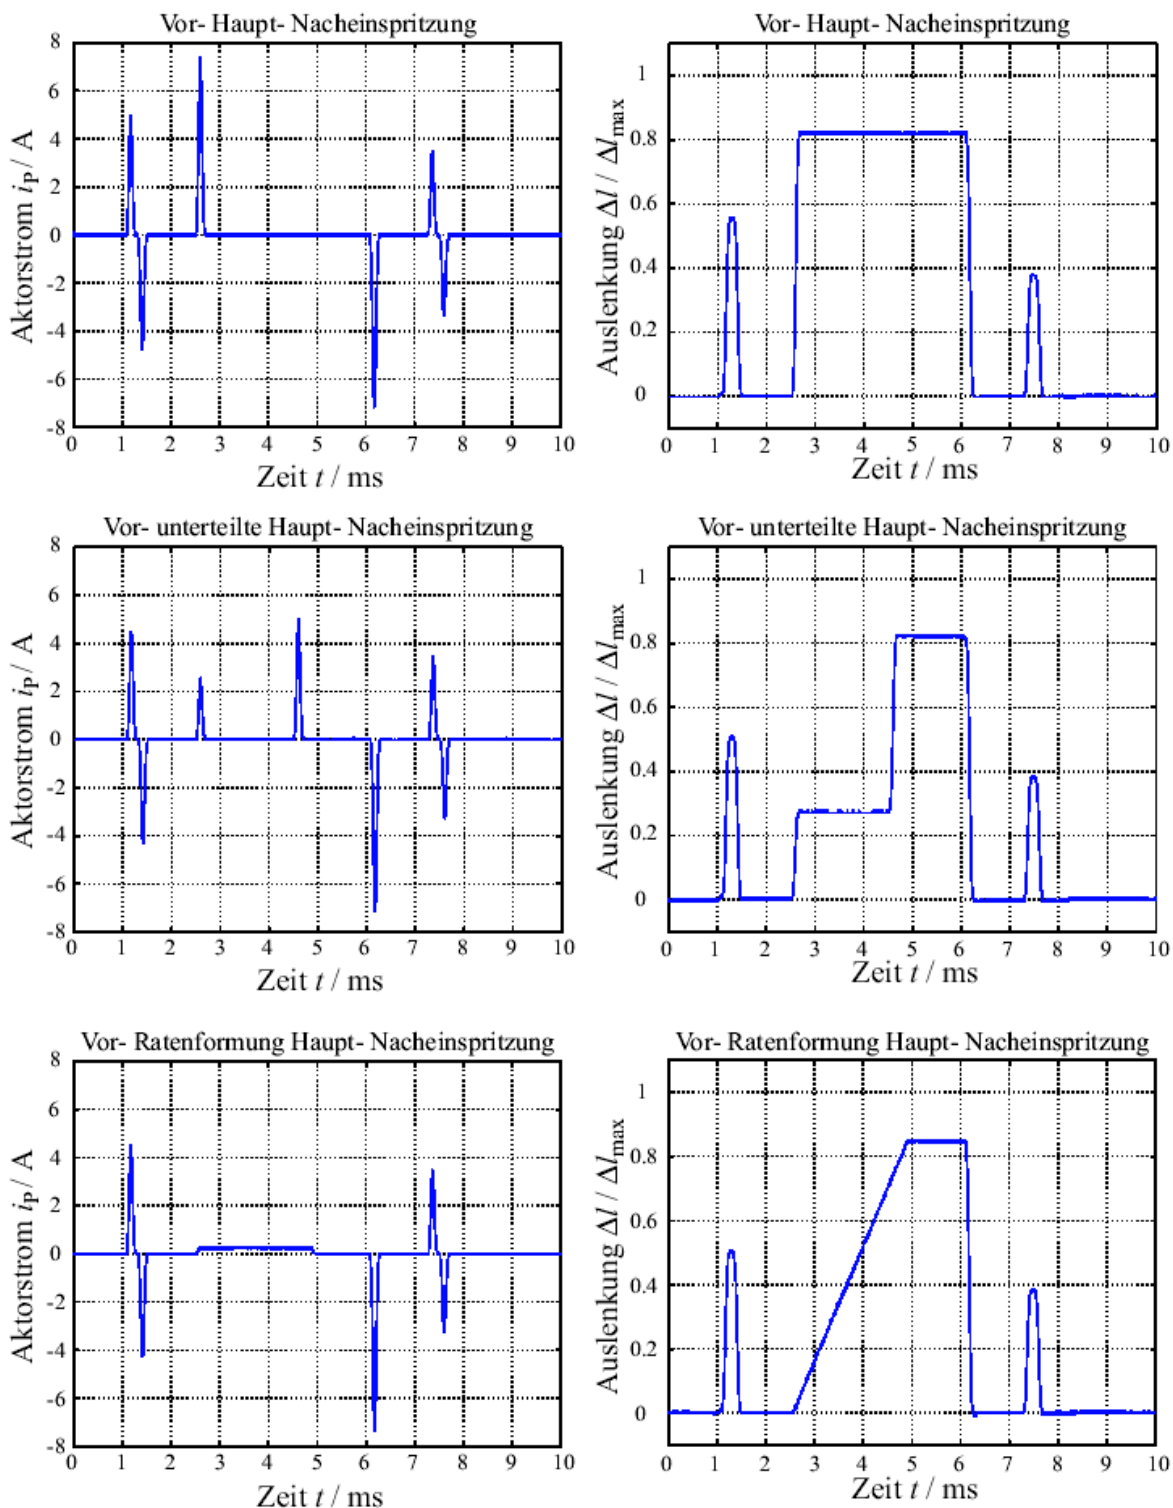 Vor- Haupt- Nacheinspritzung
8
6
4
2
0
-2
-4
-6
-8
Aktorstrom iP / A
0 1 2 3 4 5 6 7 8 9 10
Zeit t / ms
Vor- Haupt- Nacheinspritzung
1
0.8
0.6
0.4
0.2
0
Auslenkung Δl / Δlmax
0 1 2 3 4 5 6 7 8 9 10
Zeit t / ms
Vor- unterteilte Haupt- Nacheinspritzung
8
6
4
2
0
-2
-4
-6
-8
Aktorstrom iP / A
0 1 2 3 4 5 6 7 8 9 10
Zeit t / ms
Vor- unterteilte Haupt- Nacheinspritzung
1
0.8
0.6
0.4
0.2
0
Auslenkung Δl / Δlmax
0 1 2 3 4 5 6 7 8 9 10
Zeit t / ms
Vor- Ratenformung Haupt- Nacheinspritzung
8
6
4
2
0
-2
-4
-6
-8
Aktorstrom iP / A
0 1 2 3 4 5 6 7 8 9 10
Zeit t / ms
Vor- Ratenformung Haupt- Nacheinspritzung
1
0.8
0.6
0.4
0.2
0
Auslenkung Δl / Δlmax
0 1 2 3 4 5 6 7 8 9 10
Zeit t / ms